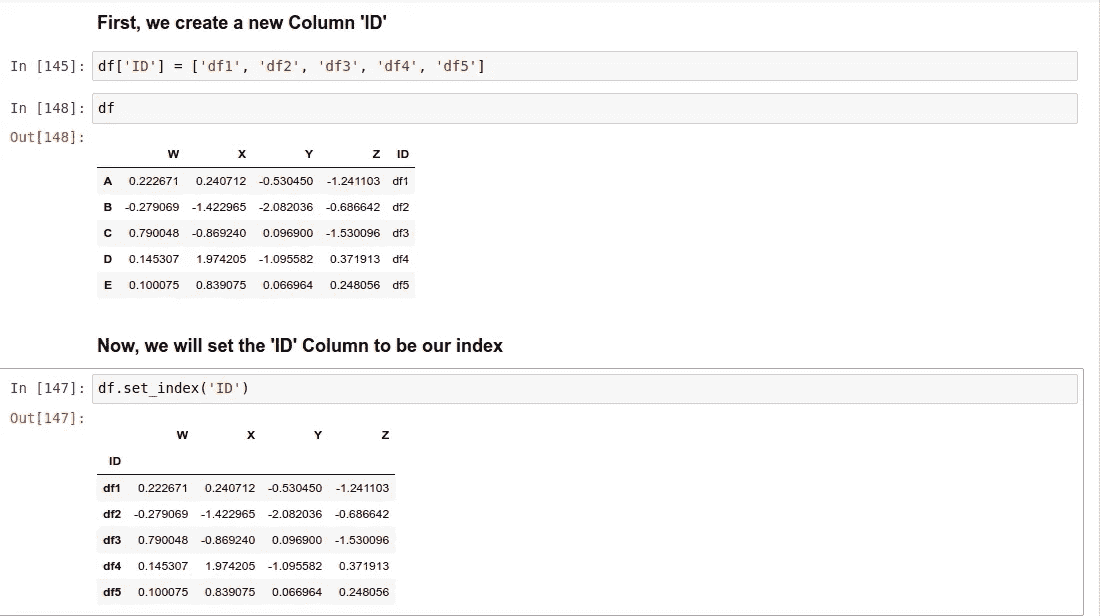 First, we create a new Column 'ID'
In [145]: df['ID'] = ['df1', 'df2', 'df3', 'df4', 'df5']
In [148]: df
Out[148]:
W X Y Z ID
A 0.222671 0.240712 -0.530450 -1.241103 df1
B -0.279069 -1.422965 -2.082036 -0.686642 df2
C 0.790048 -0.869240 0.096900 -1.530096 df3
D 0.145307 1.974205 -1.095582 0.371913 df4
E 0.100075 0.839075 0.066964 0.248056 df5
Now, we will set the 'ID' Column to be our index
In [147]: df.set_index('ID')
Out[147]:
W X Y Z
ID
df1 0.222671 0.240712 -0.530450 -1.241103
df2 -0.279069 -1.422965 -2.082036 -0.686642
df3 0.790048 -0.869240 0.096900 -1.530096
df4 0.145307 1.974205 -1.095582 0.371913
df5 0.100075 0.839075 0.066964 0.248056